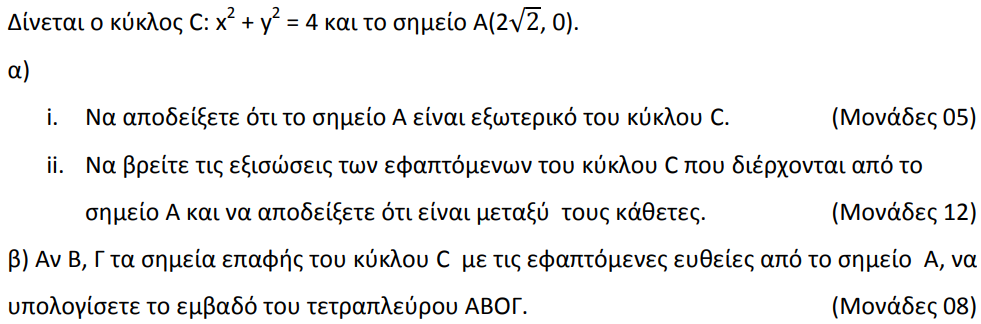 Δίνεται ο κύκλος C: x² + y² = 4 και το σημείο A(2√2, 0).
α)
i. Να αποδείξετε ότι το σημείο Α είναι εξωτερικό του κύκλου C. (Μονάδες 05)
ii. Να βρείτε τις εξισώσεις των εφαπτόμενων του κύκλου C που διέρχονται από το
σημείο Α και να αποδείξετε ότι είναι μεταξύ τους κάθετες. (Μονάδες 12)
β) Αν Β, Γ τα σημεία επαφής του κύκλου C με τις εφαπτόμενες ευθείες από το σημείο Α, να
υπολογίσετε το εμβαδό του τετραπλεύρου ΑΒΟΓ. (Μονάδες 08)